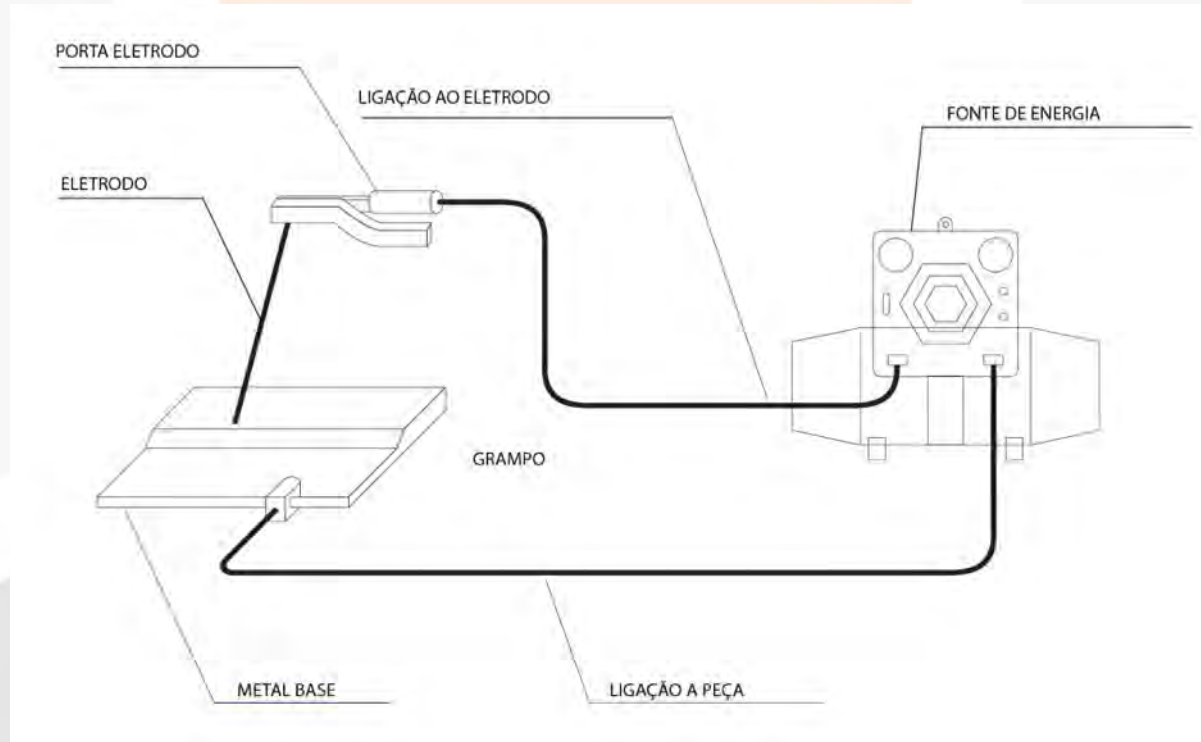 PORTA ELETRODO
LIGAÇÃO AO ELETRODO
FONTE DE ENERGIA
ELETRODO
GRAMPO
METAL BASE
LIGAÇÃO A PEÇA